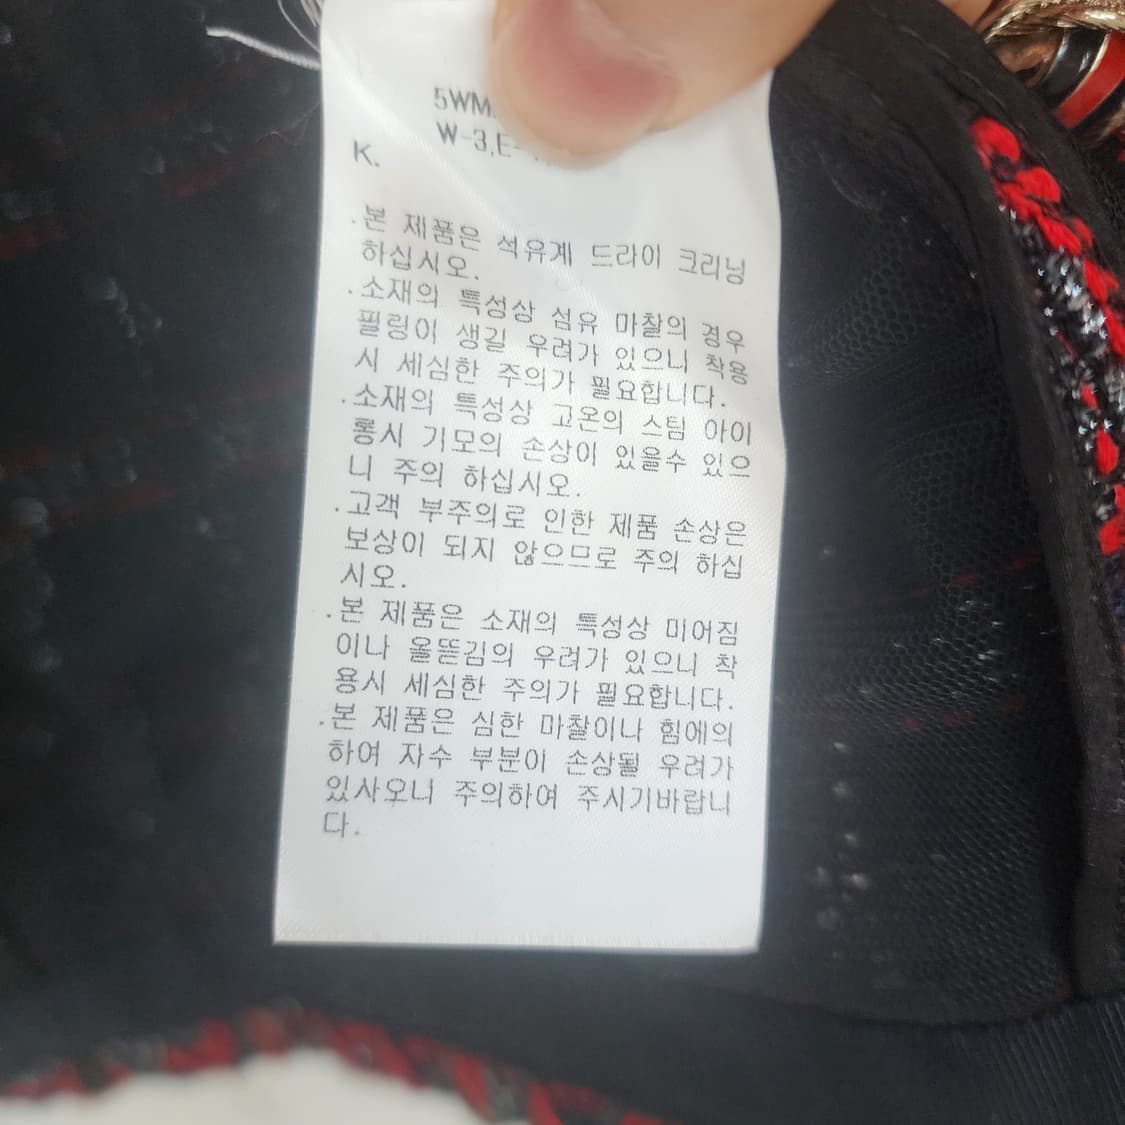 5WM
W-3,E-
K.
.본 제품은 석유계 드라이 크리닝
하십시오.
.소재의 특성상 섬유 마찰의 경우
필링이 생길 우려가 있으니 착용
시 세심한 주의가 필요합니다.
.소재의 특성상 고온의 스팀 아이
롱시 기모의 손상이 있을수 있으
니 주의 하십시오.
.고객 부주의로 인한 제품 손상은
보상이 되지 않으므로 주의 하십
시오.
.본 제품은 소재의 특성상 미어짐
이나 올뜯김의 우려가 있으니 착
용시 세심한 주의가 필요합니다.
.본 제품은 심한 마찰이나 힘에의
하여 자수 부분이 손상될 우려가
있사오니 주의하여 주시기바랍니
다.